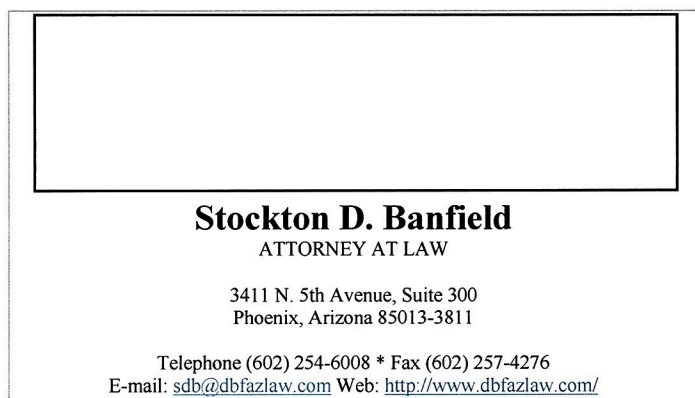 Stockton D. Banfield
ATTORNEY AT LAW
3411 N. 5th Avenue, Suite 300
Phoenix, Arizona 85013-3811
Telephone (602) 254-6008 * Fax (602) 257-4276
E-mail: sdb@dbfazlaw.com Web: http://www.dbfazlaw.com/